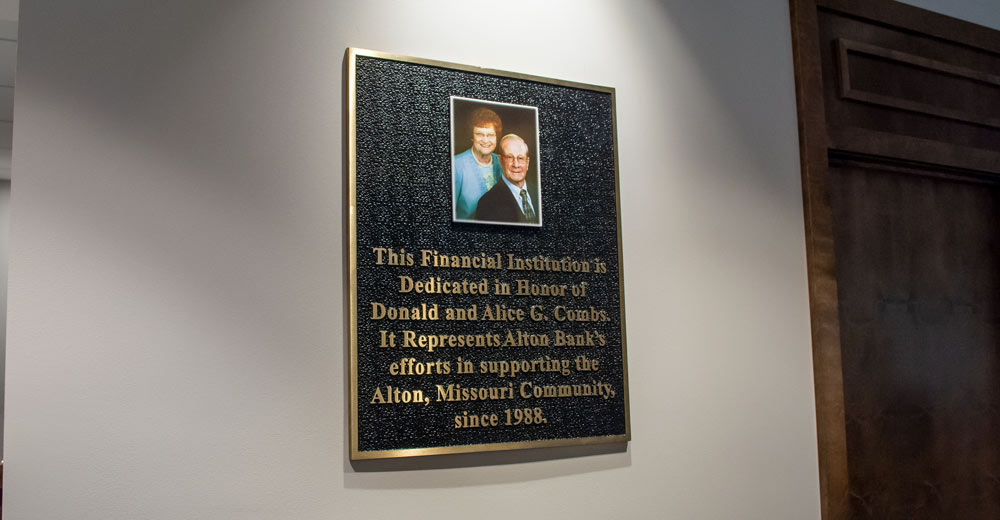 This Financial Institution is
Dedicated in Honor of
Donald and Alice G. Combs.
It Represents Alton Bank's
efforts in supporting the
Alton, Missouri Community,
since 1988.